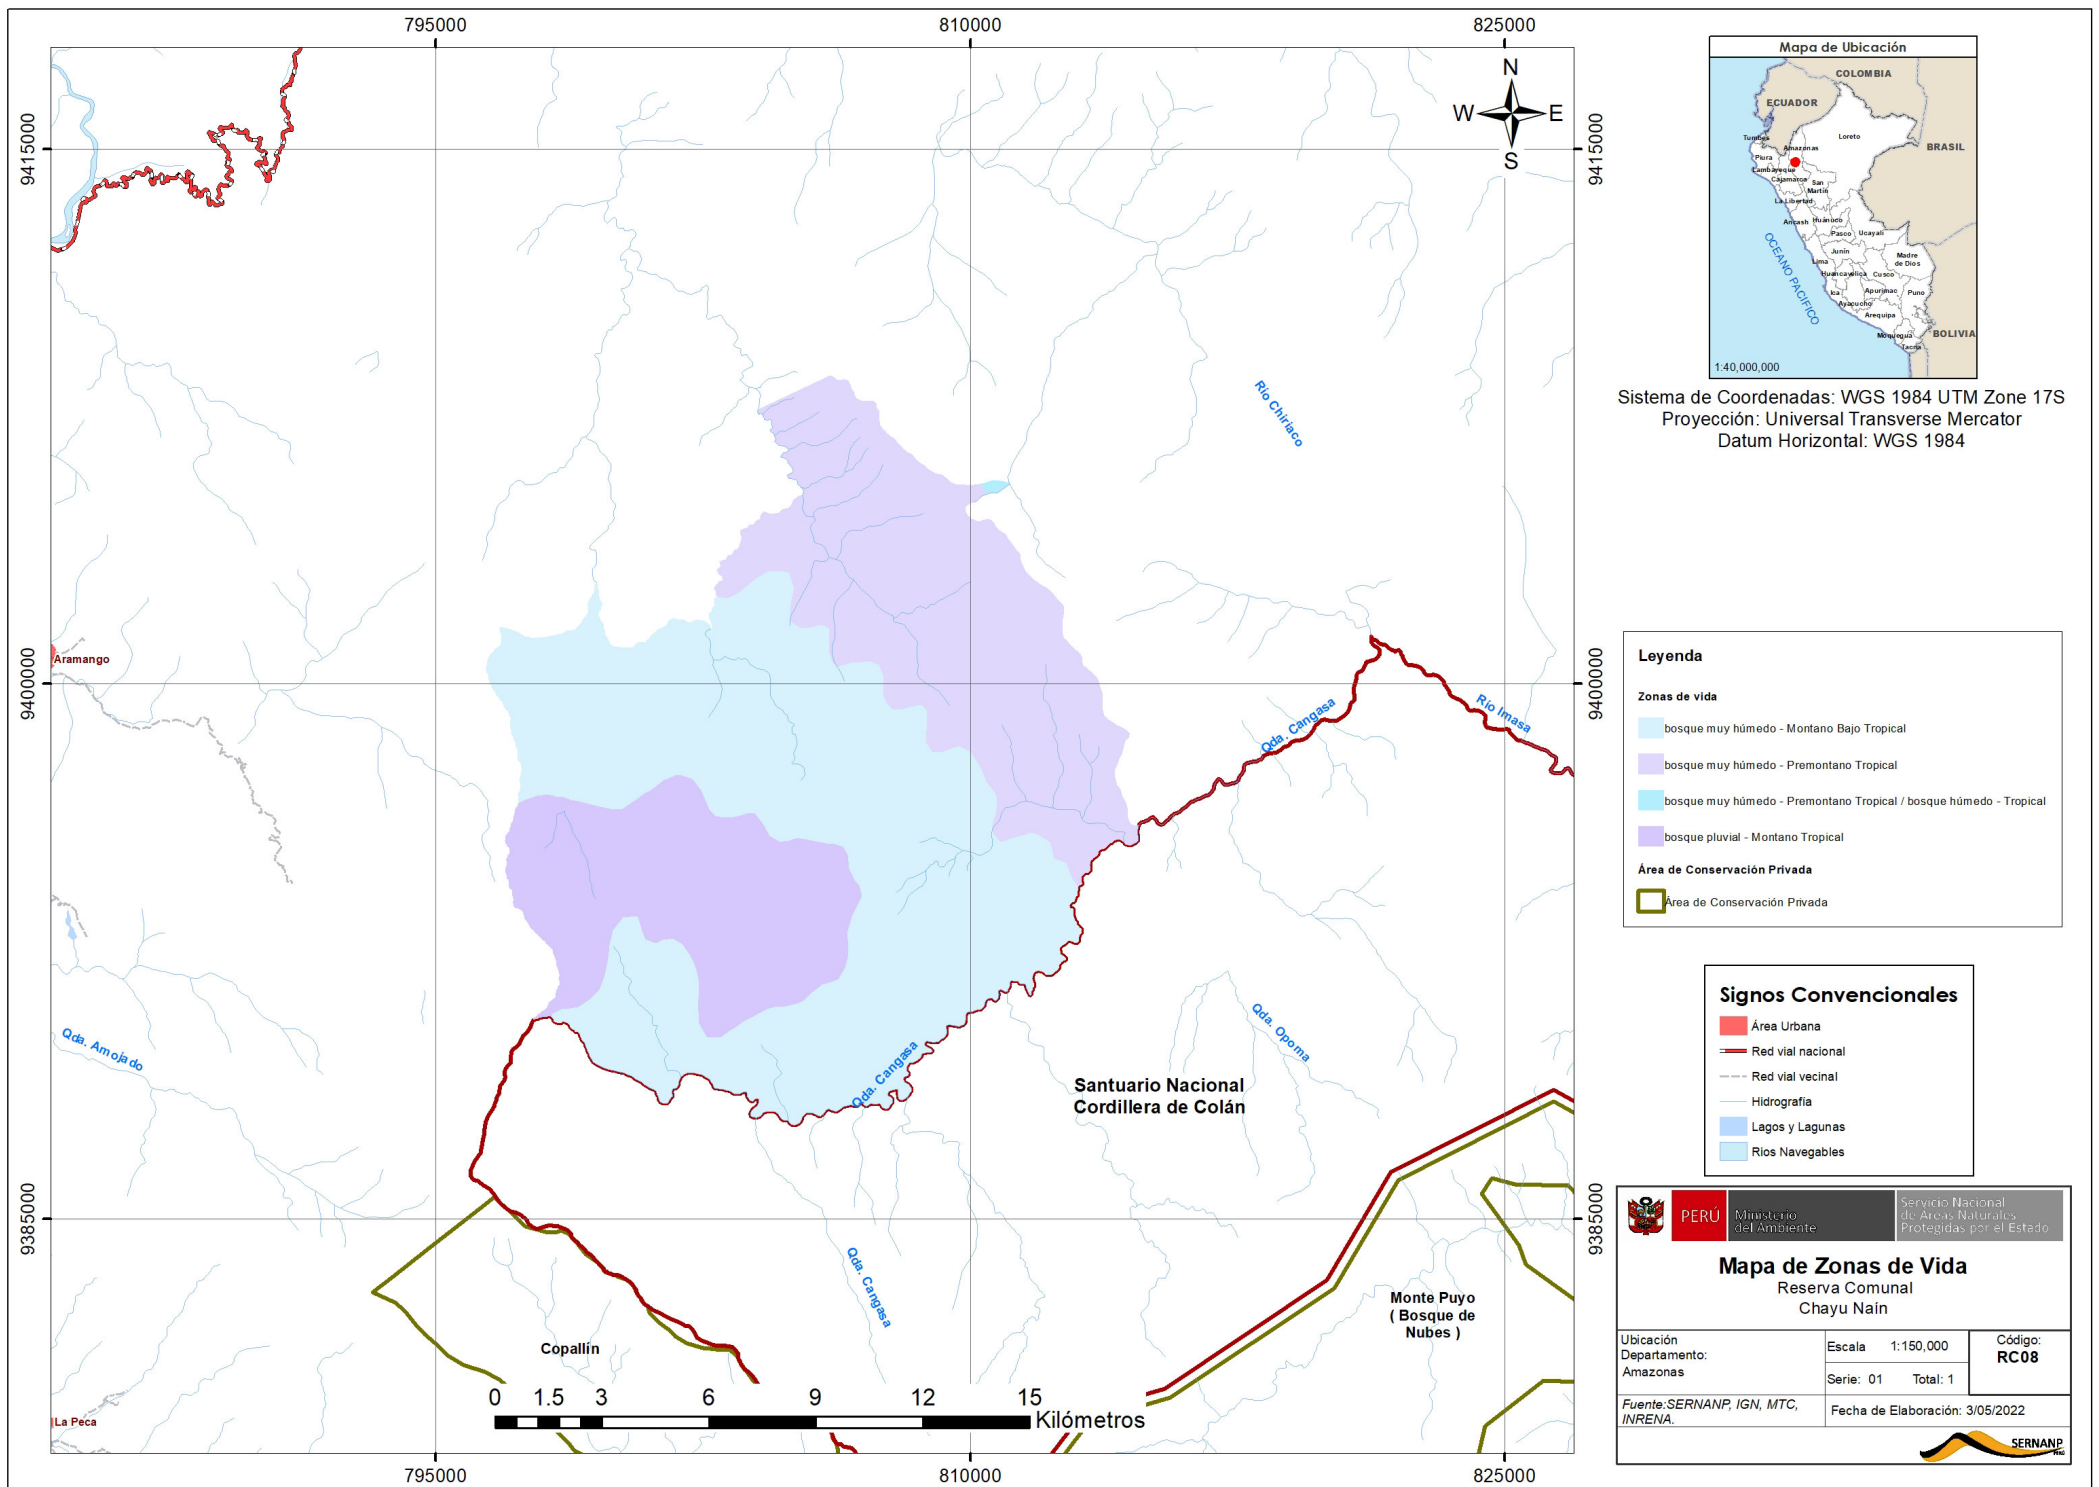 795000
810000
825000
9415000
9415000
9400000
9400000
9385000
9385000
795000
810000
825000
N
W
E
S
Río Chiriaco
Aramango
Qda. Cangasa
Río Imasa
Qda. Amojado
Qda. Cangasa
Qda. Opoma
Santuario Nacional
Cordillera de Colán
Qda. Cangasa
Monte Puyo
( Bosque de
Nubes )
Copallín
La Peca
0 1.5 3 6 9 12 15
Kilómetros
Mapa de Ubicación
COLOMBIA
ECUADOR
Tumbes
Loreto
Amazonas
BRASIL
Piura
Lambayeque
Cajamarca
San
Martín
La Libertad
Ancash
Huánuco
Pasco
Ucayali
Junín
Madre
de Dios
Lima
Huancavelica
Cusco
Ica
Apurimac
Puno
Ayacucho
Arequipa
Moquegua
BOLIVIA
Tacna
OCEANO PACIFICO
1:40,000,000
Sistema de Coordenadas: WGS 1984 UTM Zone 17S
Proyección: Universal Transverse Mercator
Datum Horizontal: WGS 1984
Leyenda
Zonas de vida
bosque muy húmedo - Montano Bajo Tropical
bosque muy húmedo - Premontano Tropical
bosque muy húmedo - Premontano Tropical / bosque húmedo - Tropical
bosque pluvial - Montano Tropical
Área de Conservación Privada
Área de Conservación Privada
Signos Convencionales
Área Urbana
Red vial nacional
Red vial vecinal
Hidrografía
Lagos y Lagunas
Rios Navegables
PERÚ
Ministerio
del Ambiente
Servicio Nacional
de Áreas Naturales
Protegidas por el Estado
Mapa de Zonas de Vida
Reserva Comunal
Chayu Naín
Ubicación
Departamento:
Amazonas
Escala 1:150,000
Serie: 01 Total: 1
Código:
RC08
Fuente:SERNANP, IGN, MTC,
INRENA.
Fecha de Elaboración: 3/05/2022
SERNANP
PERÚ